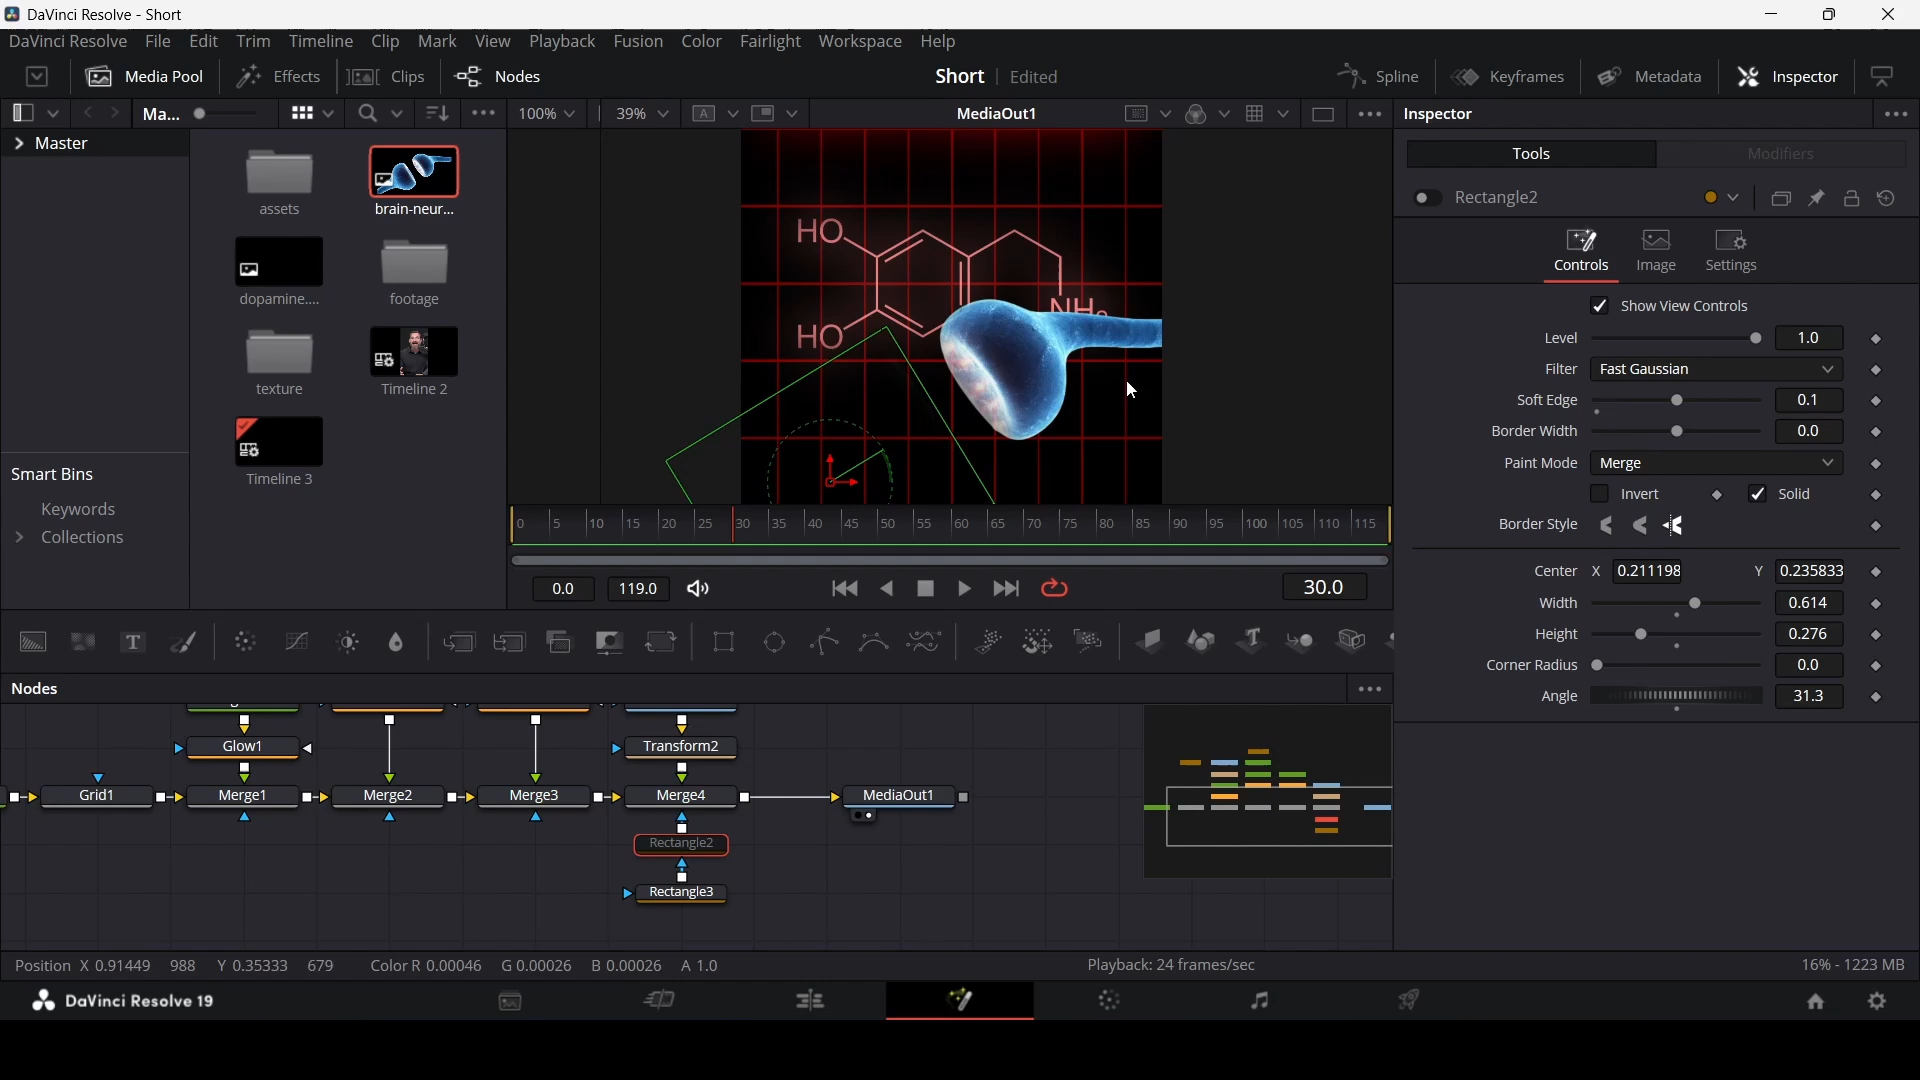 DaVinci Resolve - Short
DaVinci Resolve File Edit Trim Timeline Clip Mark View Playback Fusion Color Fairlight Workspace Help
Media Pool Effects Clips Nodes Short Edited Spline Keyframes Metadata Inspector
Ma... 100% 39% A MediaOut1 Inspector
Master
assets brain-neur...
dopamine.... footage
texture Timeline 2
Timeline 3
Smart Bins
Keywords
Collections
HO
HO
NH
Tools Modifiers
Rectangle2
Controls Image Settings
Show View Controls
Level 1.0
Filter Fast Gaussian
Soft Edge 0.1
Border Width 0.0
Paint Mode Merge
Invert Solid
Border Style
Center X 0.211198 Y 0.235833
Width 0.614
Height 0.276
Corner Radius 0.0
Angle 31.3
0 5 10 15 20 25 30 35 40 45 50 55 60 65 70 75 80 85 90 95 100 105 110 115
0.0 119.0 30.0
T
Nodes
Glow1 Transform2
Grid1 Merge1 Merge2 Merge3 Merge4 MediaOut1
Rectangle2
Rectangle3
Position X 0.91449 988 Y 0.35333 679 Color R 0.00046 G 0.00026 B 0.00026 A 1.0 Playback: 24 frames/sec 16% - 1223 MB
DaVinci Resolve 19